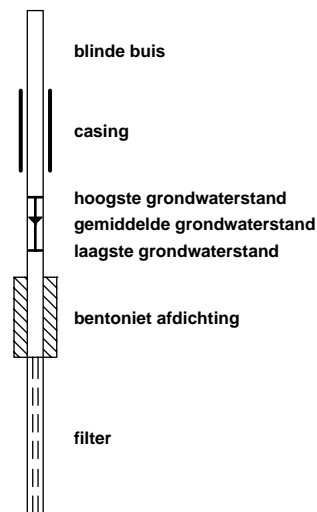 blinde buis
casing
hoogste grondwaterstand
gemiddelde grondwaterstand
laagste grondwaterstand
bentoniet afdichting
filter